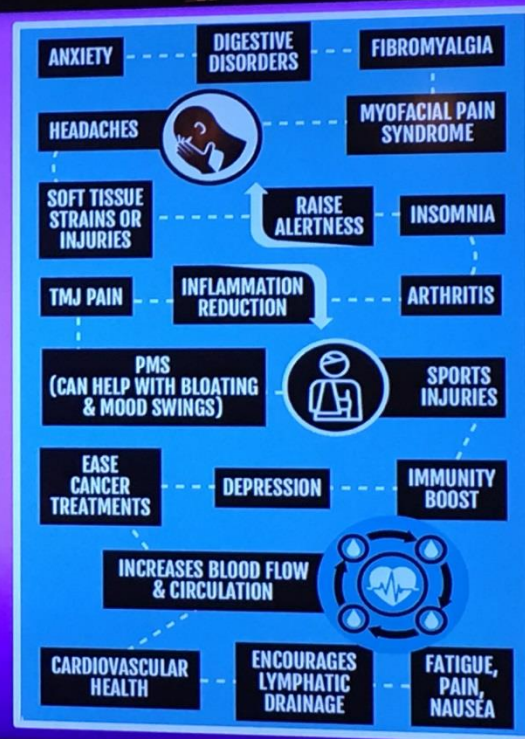 ANXIETY
DIGESTIVE
DISORDERS
FIBROMYALGIA
HEADACHES
MYOFACIAL PAIN
SYNDROME
SOFT TISSUE
STRAINS OR
INJURIES
RAISE
ALERTNESS
INSOMNIA
TMJ PAIN
INFLAMMATION
REDUCTION
ARTHRITIS
PMS
(CAN HELP WITH BLOATING
& MOOD SWINGS)
SPORTS
INJURIES
EASE
CANCER
TREATMENTS
DEPRESSION
IMMUNITY
BOOST
INCREASES BLOOD FLOW
& CIRCULATION
CARDIOVASCULAR
HEALTH
ENCOURAGES
LYMPHATIC
DRAINAGE
FATIGUE,
PAIN,
NAUSEA